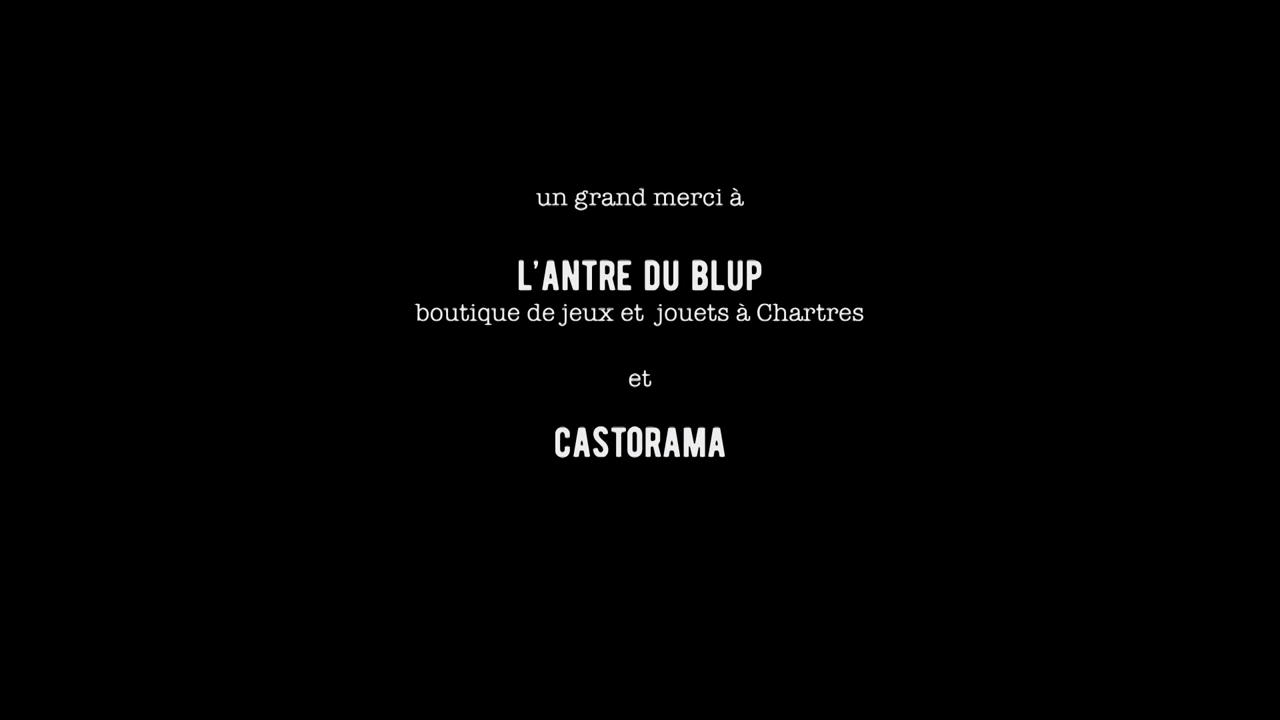 un grand merci à
L'ANTRE DU BLUP
boutique de jeux et  jouets à Chartres
et
CASTORAMA